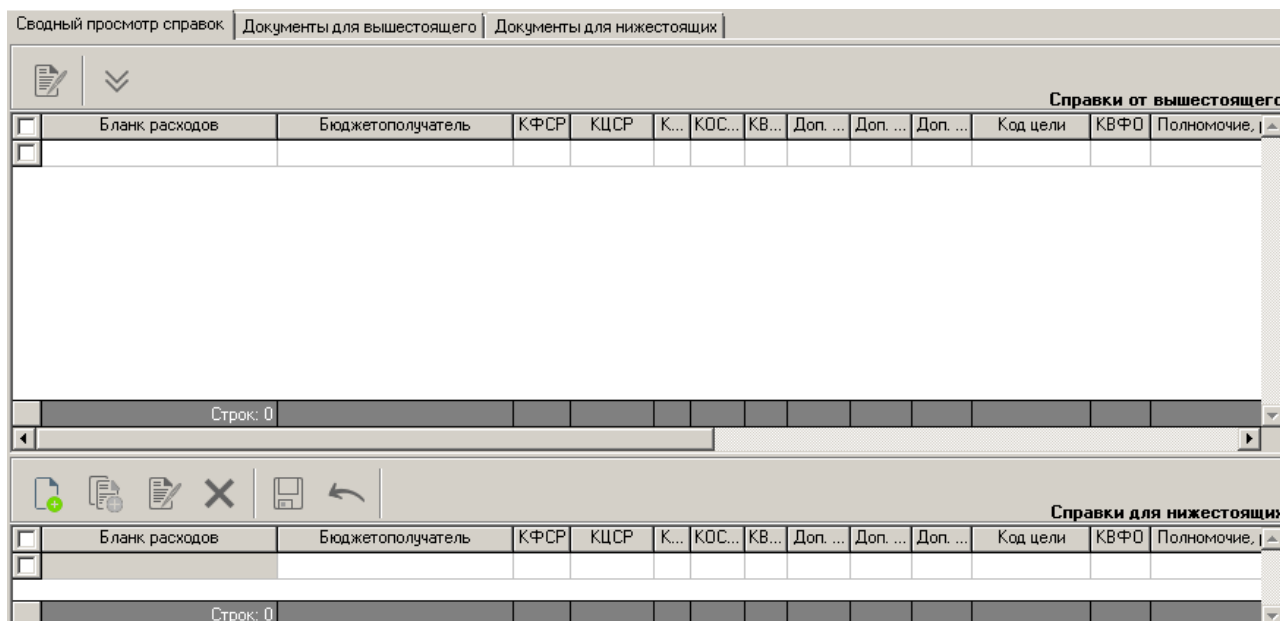 Сводный просмотр справок Документы для вышестоящего Документы для нижестоящих
Справки от вышестоящего
Бланк расходов Бюджетополучатель КФСР КЦСР К... КОС... КВ... Доп. ... Доп. ... Доп. ... Код цели КВФО Полномочие,
Строк: 0
Справки для нижестоящих
Бланк расходов Бюджетополучатель КФСР КЦСР К... КОС... КВ... Доп. ... Доп. ... Доп. ... Код цели КВФО Полномочие,
Строк: 0